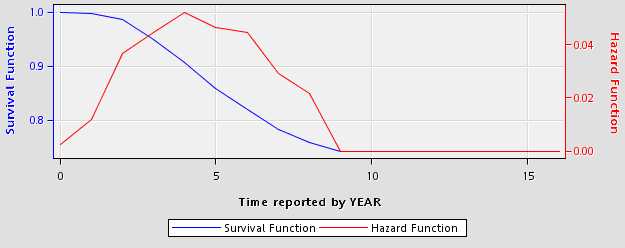 Survival Function
1.0
0.9
0.8
0.04
0.02
0.00
Hazard Function
0
5
10
15
Time reported by YEAR
Survival Function
Hazard Function